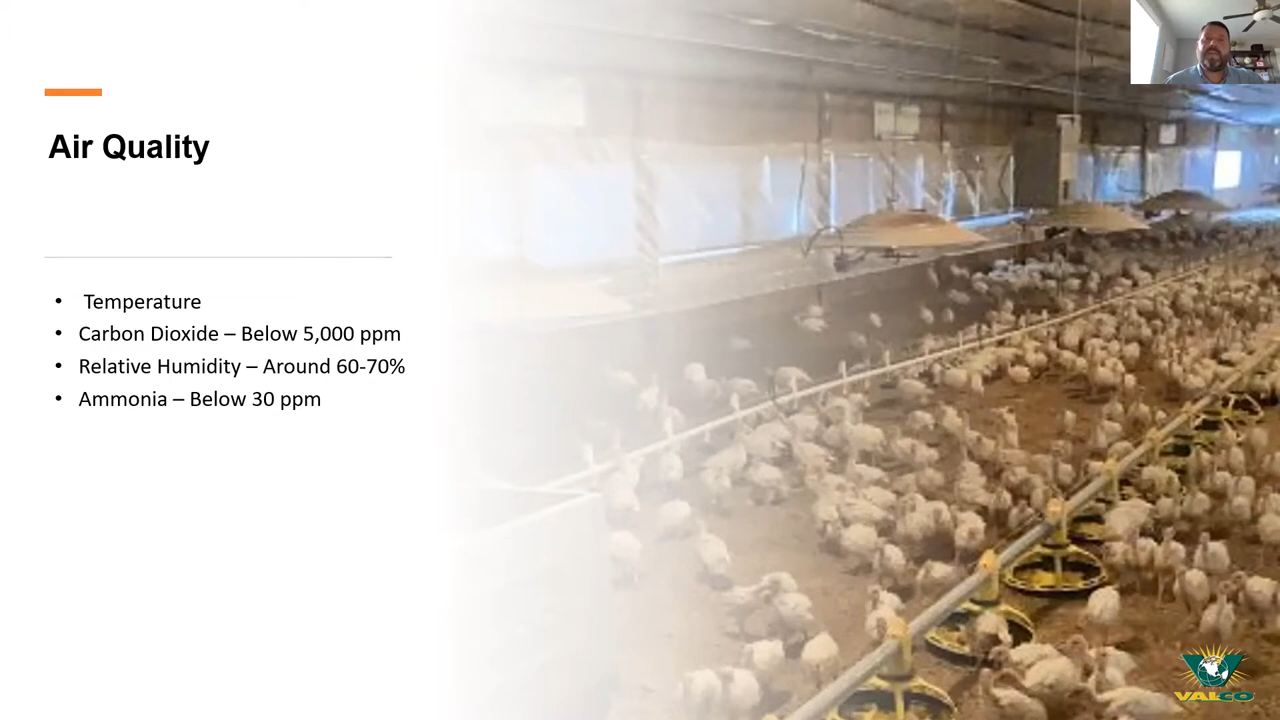 Air Quality
• Temperature
• Carbon Dioxide – Below 5,000 ppm
• Relative Humidity – Around 60-70%
• Ammonia – Below 30 ppm
VALCO